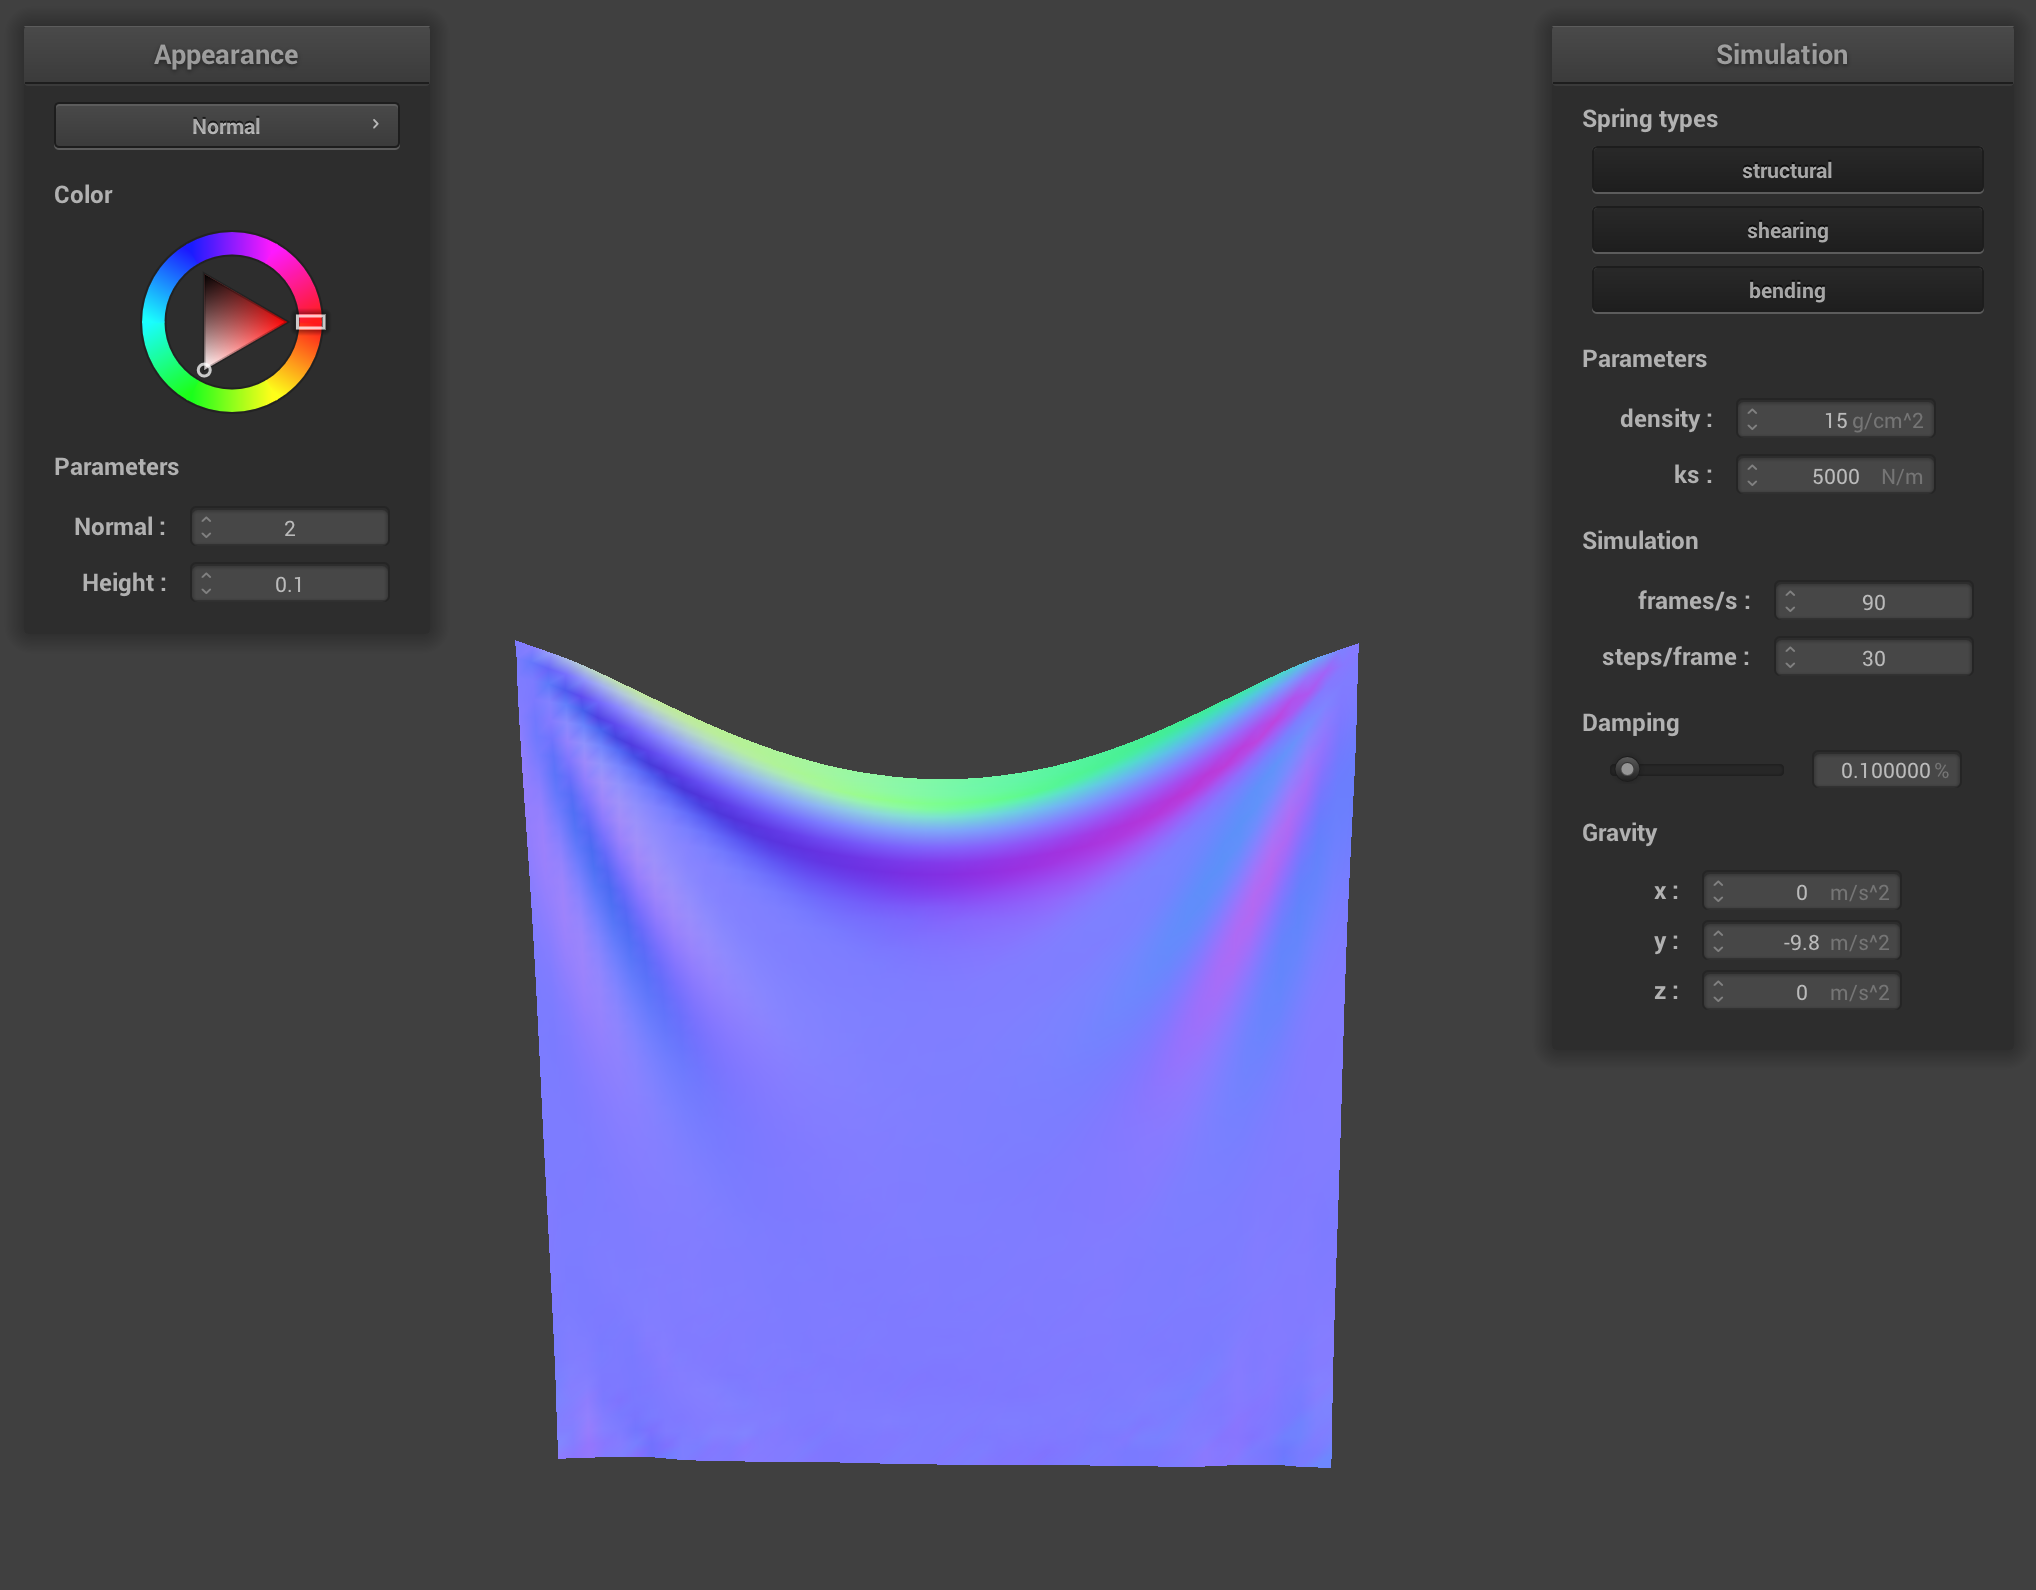 Appearance
Normal
Color
Parameters
Normal : 2
Height : 0.1
Simulation
Spring types
structural
shearing
bending
Parameters
density : 15 g/cm^2
ks : 5000 N/m
Simulation
frames/s : 90
steps/frame : 30
Damping
0.100000 %
Gravity
x : 0 m/s^2
y : -9.8 m/s^2
z : 0 m/s^2